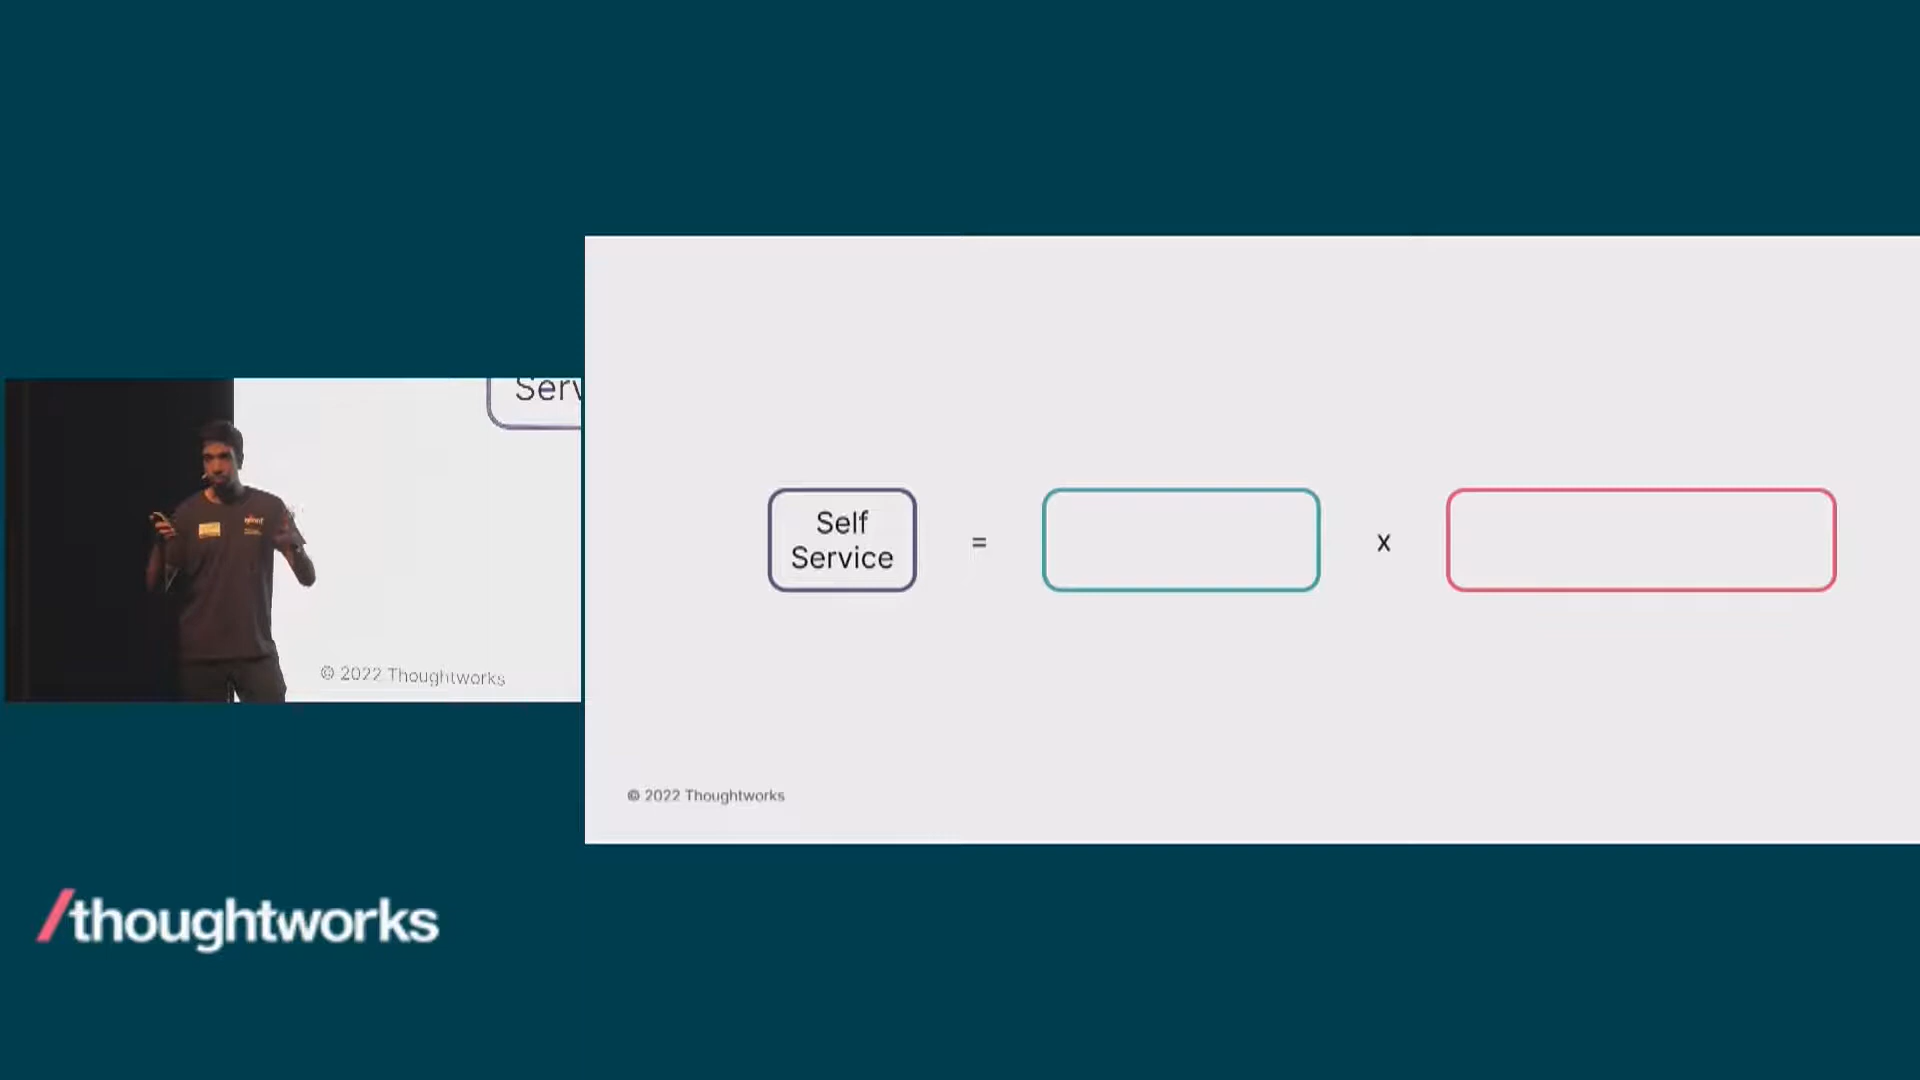 Serv
© 2022 Thoughtworks
Self
Service
=
x
© 2022 Thoughtworks
/thoughtworks